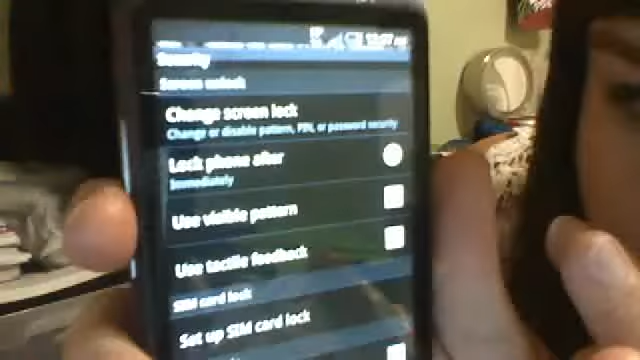 Security
Screen unlock
Change screen lock
Change or disable pattern, PIN, or password security
Lock phone after
Immediately
Use visible pattern
Use tactile feedback
SIM card lock
Set up SIM card lock